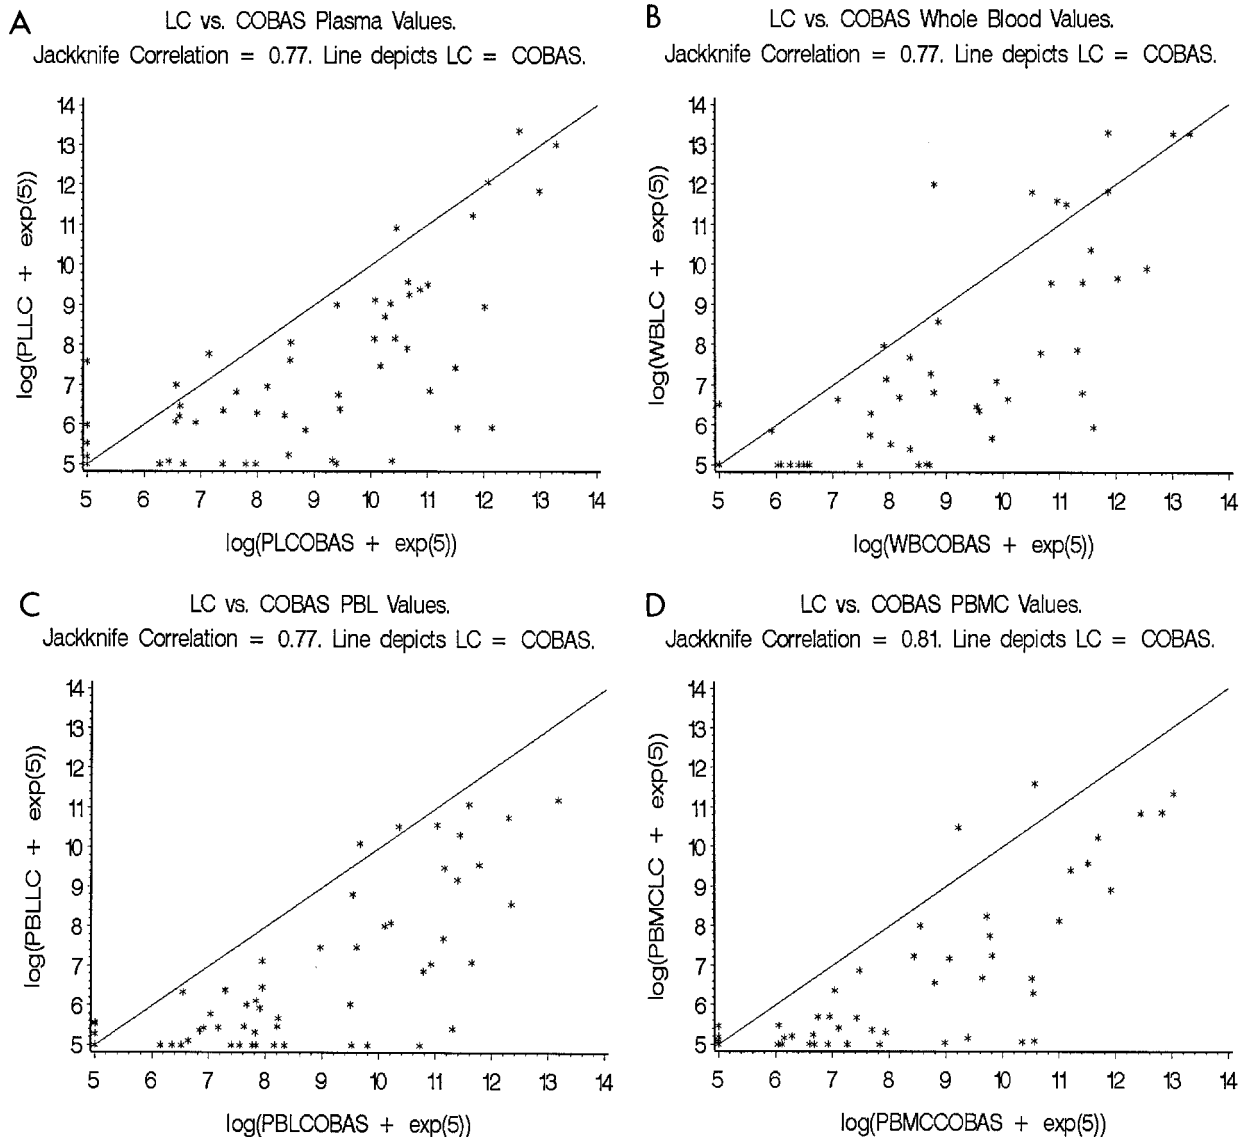 A
LC vs. COBAS Plasma Values.
Jackknife Correlation = 0.77. Line depicts LC = COBAS.
log(PLLC + exp(5))
14
13
12
11
10
9
8
7
6
5
5 6 7 8 9 10 11 12 13 14
log(PLCOBAS + exp(5))
B
LC vs. COBAS Whole Blood Values.
Jackknife Correlation = 0.77. Line depicts LC = COBAS.
log(WBLC + exp(5))
14
13
12
11
10
9
8
7
6
5
5 6 7 8 9 10 11 12 13 14
log(WBCOBAS + exp(5))
C
LC vs. COBAS PBL Values.
Jackknife Correlation = 0.77. Line depicts LC = COBAS.
log(PBLLC + exp(5))
14
13
12
11
10
9
8
7
6
5
5 6 7 8 9 10 11 12 13 14
log(PBLCOBAS + exp(5))
D
LC vs. COBAS PBMC Values.
Jackknife Correlation = 0.81. Line depicts LC = COBAS.
log(PBMCLC + exp(5))
14
13
12
11
10
9
8
7
6
5
5 6 7 8 9 10 11 12 13 14
log(PBMCCOBAS + exp(5))